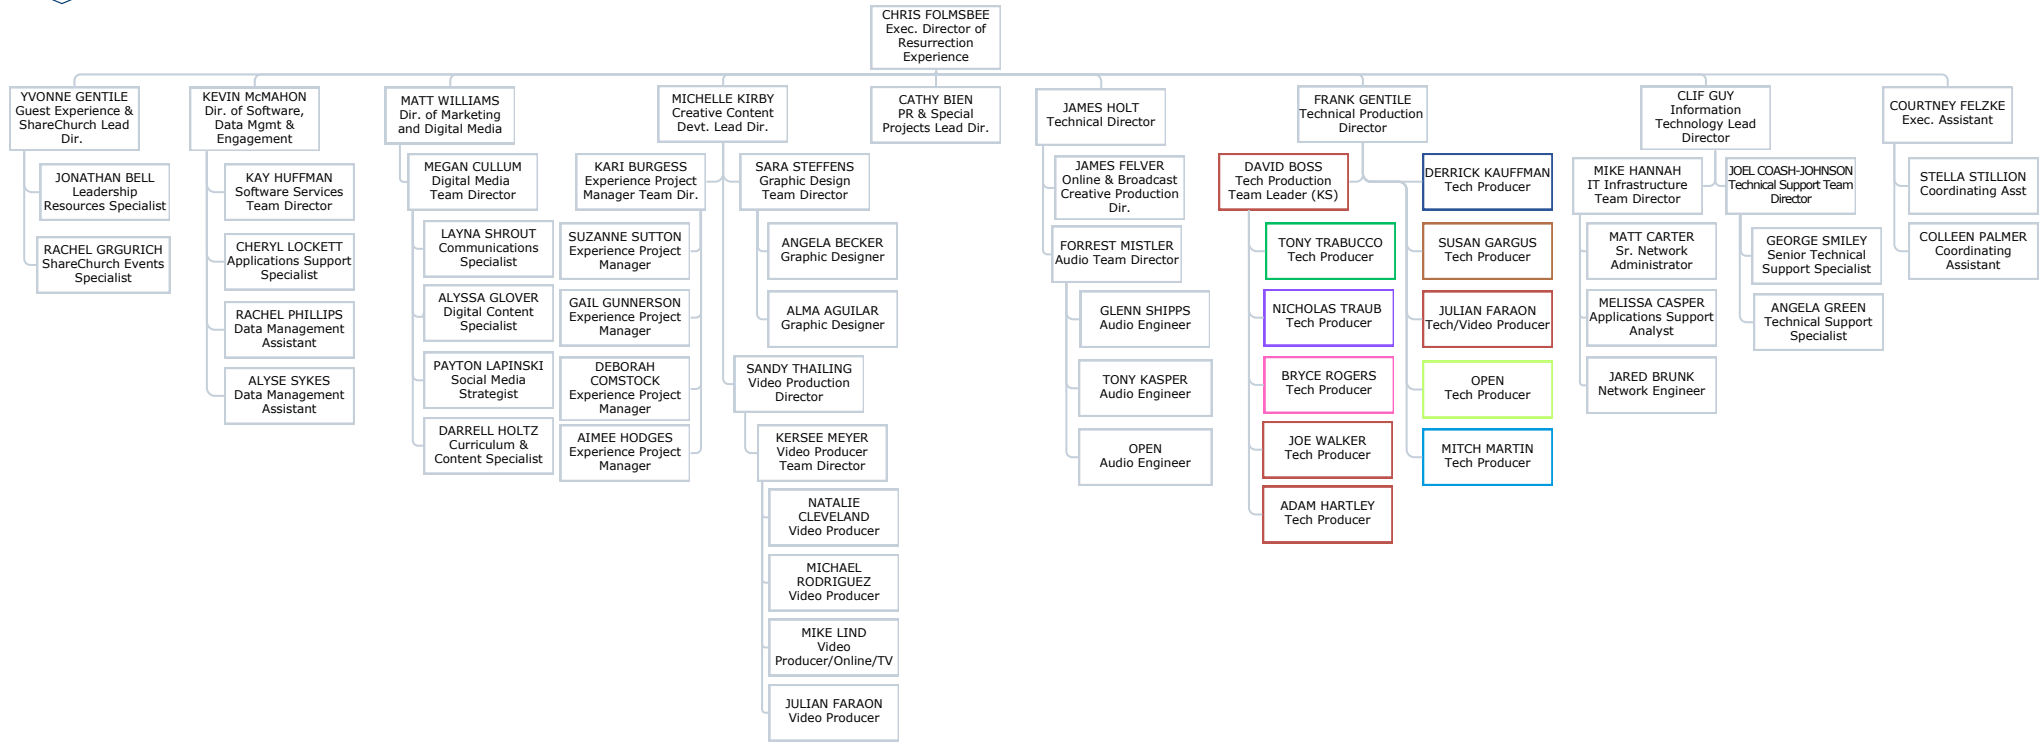 CHRIS FOLMSBEE
Exec. Director of
Resurrection
Experience
YVONNE GENTILE
Guest Experience &
ShareChurch Lead
Dir.
JONATHAN BELL
Leadership
Resources Specialist
RACHEL GRGURICH
ShareChurch Events
Specialist
KEVIN McMAHON
Dir. of Software,
Data Mgmt &
Engagement
KAY HUFFMAN
Software Services
Team Director
CHERYL LOCKETT
Applications Support
Specialist
RACHEL PHILLIPS
Data Management
Assistant
ALYSE SYKES
Data Management
Assistant
MATT WILLIAMS
Dir. of Marketing
and Digital Media
MEGAN CULLUM
Digital Media
Team Director
LAYNA SHROUT
Communications
Specialist
ALYSSA GLOVER
Digital Content
Specialist
PAYTON LAPINSKI
Social Media
Strategist
DARRELL HOLTZ
Curriculum &
Content Specialist
MICHELLE KIRBY
Creative Content
Devt. Lead Dir.
KARI BURGESS
Experience Project
Manager Team Dir.
SUZANNE SUTTON
Experience Project
Manager
GAIL GUNNERSON
Experience Project
Manager
DEBORAH
COMSTOCK
Experience Project
Manager
AIMEE HODGES
Experience Project
Manager
SARA STEFFENS
Graphic Design
Team Director
ANGELA BECKER
Graphic Designer
ALMA AGUILAR
Graphic Designer
SANDY THAILING
Video Production
Director
KERSEE MEYER
Video Producer
Team Director
NATALIE
CLEVELAND
Video Producer
MICHAEL
RODRIGUEZ
Video Producer
MIKE LIND
Video
Producer/Online/TV
JULIAN FARAON
Video Producer
CATHY BIEN
PR & Special
Projects Lead Dir.
JAMES HOLT
Technical Director
JAMES FELVER
Online & Broadcast
Creative Production
Dir.
FORREST MISTLER
Audio Team Director
GLENN SHIPPS
Audio Engineer
TONY KASPER
Audio Engineer
OPEN
Audio Engineer
FRANK GENTILE
Technical Production
Director
DAVID BOSS
Tech Production
Team Leader (KS)
TONY TRABUCCO
Tech Producer
NICHOLAS TRAUB
Tech Producer
BRYCE ROGERS
Tech Producer
JOE WALKER
Tech Producer
ADAM HARTLEY
Tech Producer
DERRICK KAUFFMAN
Tech Producer
SUSAN GARGUS
Tech Producer
JULIAN FARAON
Tech/Video Producer
OPEN
Tech Producer
MITCH MARTIN
Tech Producer
CLIF GUY
Information
Technology Lead
Director
MIKE HANNAH
IT Infrastructure
Team Director
MATT CARTER
Sr. Network
Administrator
MELISSA CASPER
Applications Support
Analyst
JARED BRUNK
Network Engineer
JOEL COASH-JOHNSON
Technical Support Team
Director
GEORGE SMILEY
Senior Technical
Support Specialist
ANGELA GREEN
Technical Support
Specialist
COURTNEY FELZKE
Exec. Assistant
STELLA STILLION
Coordinating Asst
COLLEEN PALMER
Coordinating
Assistant